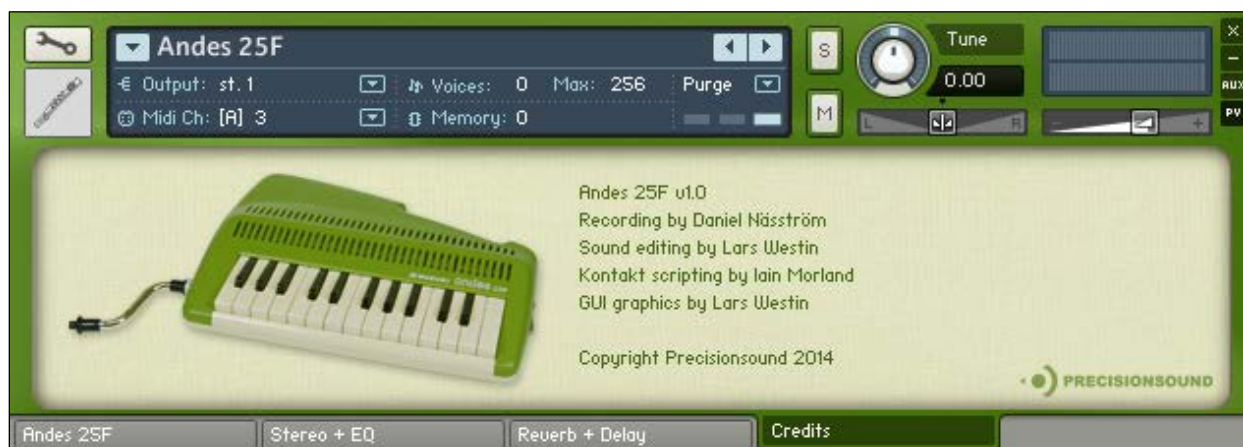 Andes 25F
S
Tune
0.00
X
-
AUX
PV
Output: st. 1
Voices: 0 Max: 256 Purge
Midi Ch: [A] 3
Memory: 0
M
L R
- +
Andes 25F v1.0
Recording by Daniel Näsström
Sound editing by Lars Westin
Kontakt scripting by Iain Morland
GUI graphics by Lars Westin
Copyright Precisionsound 2014
andes 25F
PRECISIONSOUND
Andes 25F
Stereo + EQ
Reverb + Delay
Credits